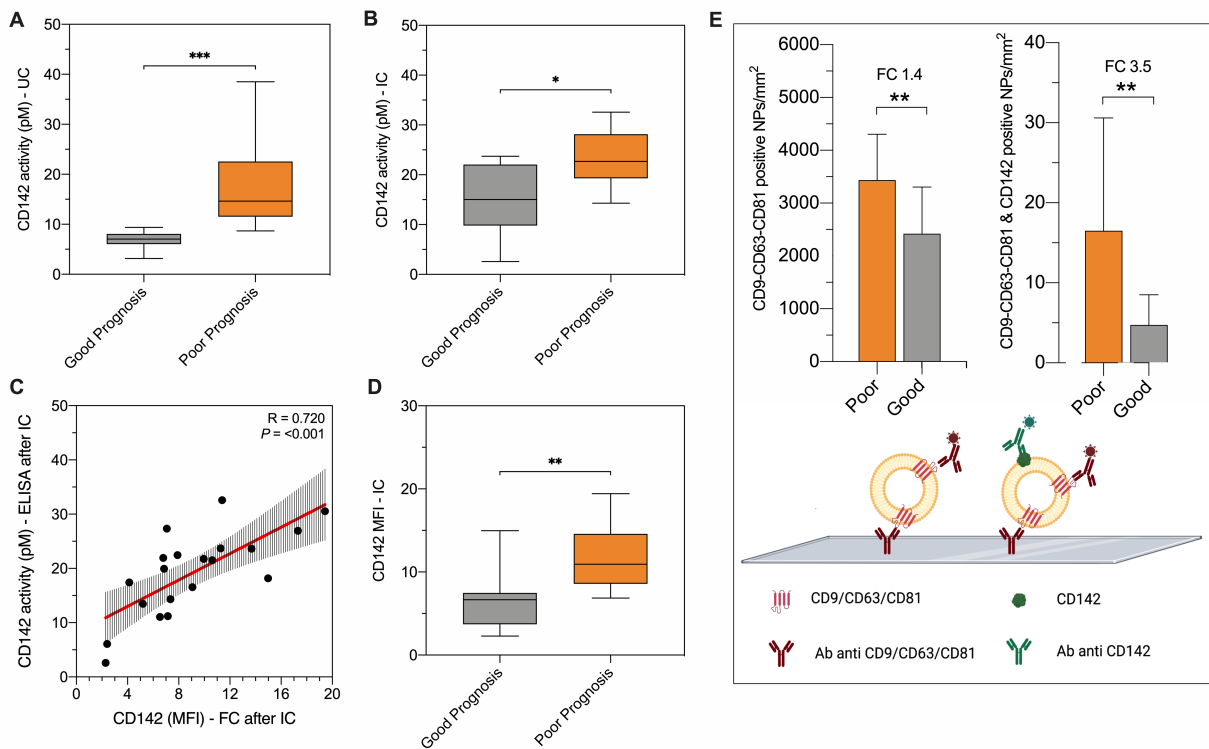 A
CD142 activity (pM) - UC
50
40
30
20
10
0
***
Good Prognosis
Poor Prognosis
B
CD142 activity (pM) - IC
50
40
30
20
10
0
*
Good Prognosis
Poor Prognosis
C
CD142 activity (pM) - ELISA after IC
50
40
30
20
10
0
R = 0.720
P = <0.001
0
4
8
12
16
20
CD142 (MFI) - FC after IC
D
CD142 MFI - IC
30
20
10
0
**
Good Prognosis
Poor Prognosis
E
CD9-CD63-CD81 positive NPs/mm²
6000
5000
4000
3000
2000
1000
0
FC 1.4
**
Poor
Good
CD9-CD63-CD81 & CD142 positive NPs/mm²
40
30
20
10
0
FC 3.5
**
Poor
Good
CD9/CD63/CD81
CD142
Ab anti CD9/CD63/CD81
Ab anti CD142